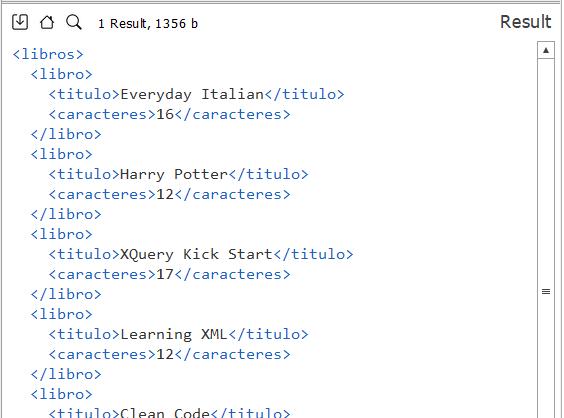 1 Result, 1356 b
Result
<libros>
  <libro>
    <titulo>Everyday Italian</titulo>
    <caracteres>16</caracteres>
  </libro>
  <libro>
    <titulo>Harry Potter</titulo>
    <caracteres>12</caracteres>
  </libro>
  <libro>
    <titulo>XQuery Kick Start</titulo>
    <caracteres>17</caracteres>
  </libro>
  <libro>
    <titulo>Learning XML</titulo>
    <caracteres>12</caracteres>
  </libro>
  <libro>
    <titulo>Clean Code</titulo>